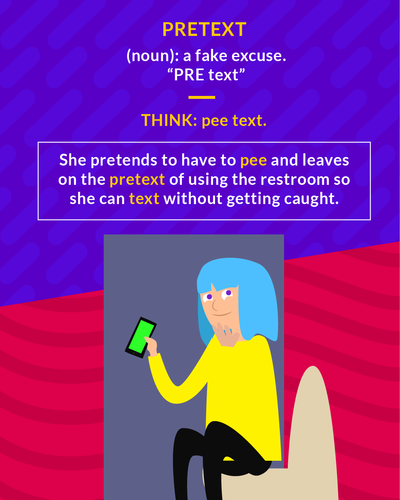 PRETEXT
(noun): a fake excuse.
“PRE text”
THINK: pee text.
She pretends to have to pee and leaves
on the pretext of using the restroom so
she can text without getting caught.